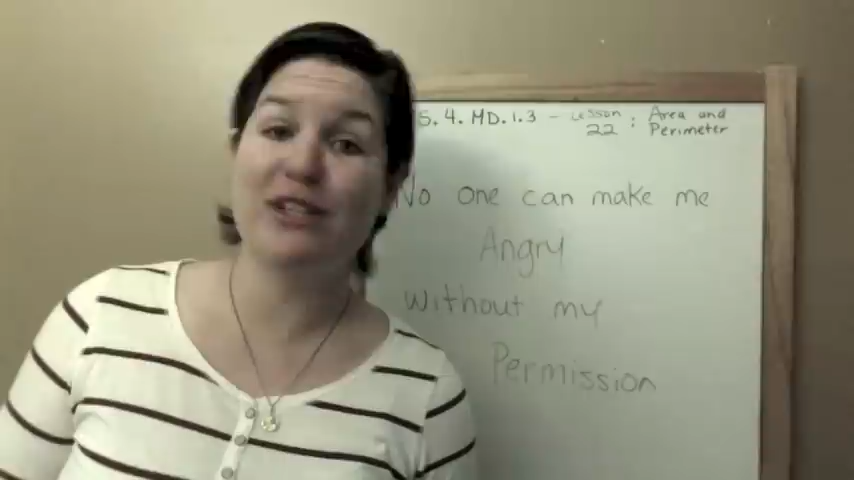 S.4.MD.1.3 - Lesson 22 : Area and Perimeter
No one can make me
Angry
without my
Permission